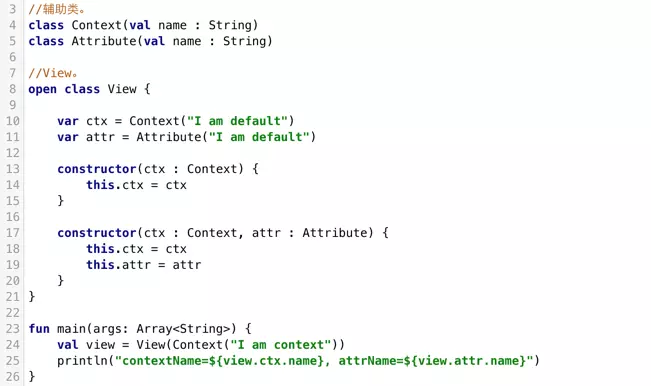 3 //辅助类。
4 class Context(val name : String)
5 class Attribute(val name : String)
6
7 //View。
8 open class View {
9
10     var ctx = Context("I am default")
11     var attr = Attribute("I am default")
12
13     constructor(ctx : Context) {
14         this.ctx = ctx
15     }
16
17     constructor(ctx : Context, attr : Attribute) {
18         this.ctx = ctx
19         this.attr = attr
20     }
21 }
22
23 fun main(args: Array<String>) {
24     val view = View(Context("I am context"))
25     println("contextName=${view.ctx.name}, attrName=${view.attr.name}")
26 }